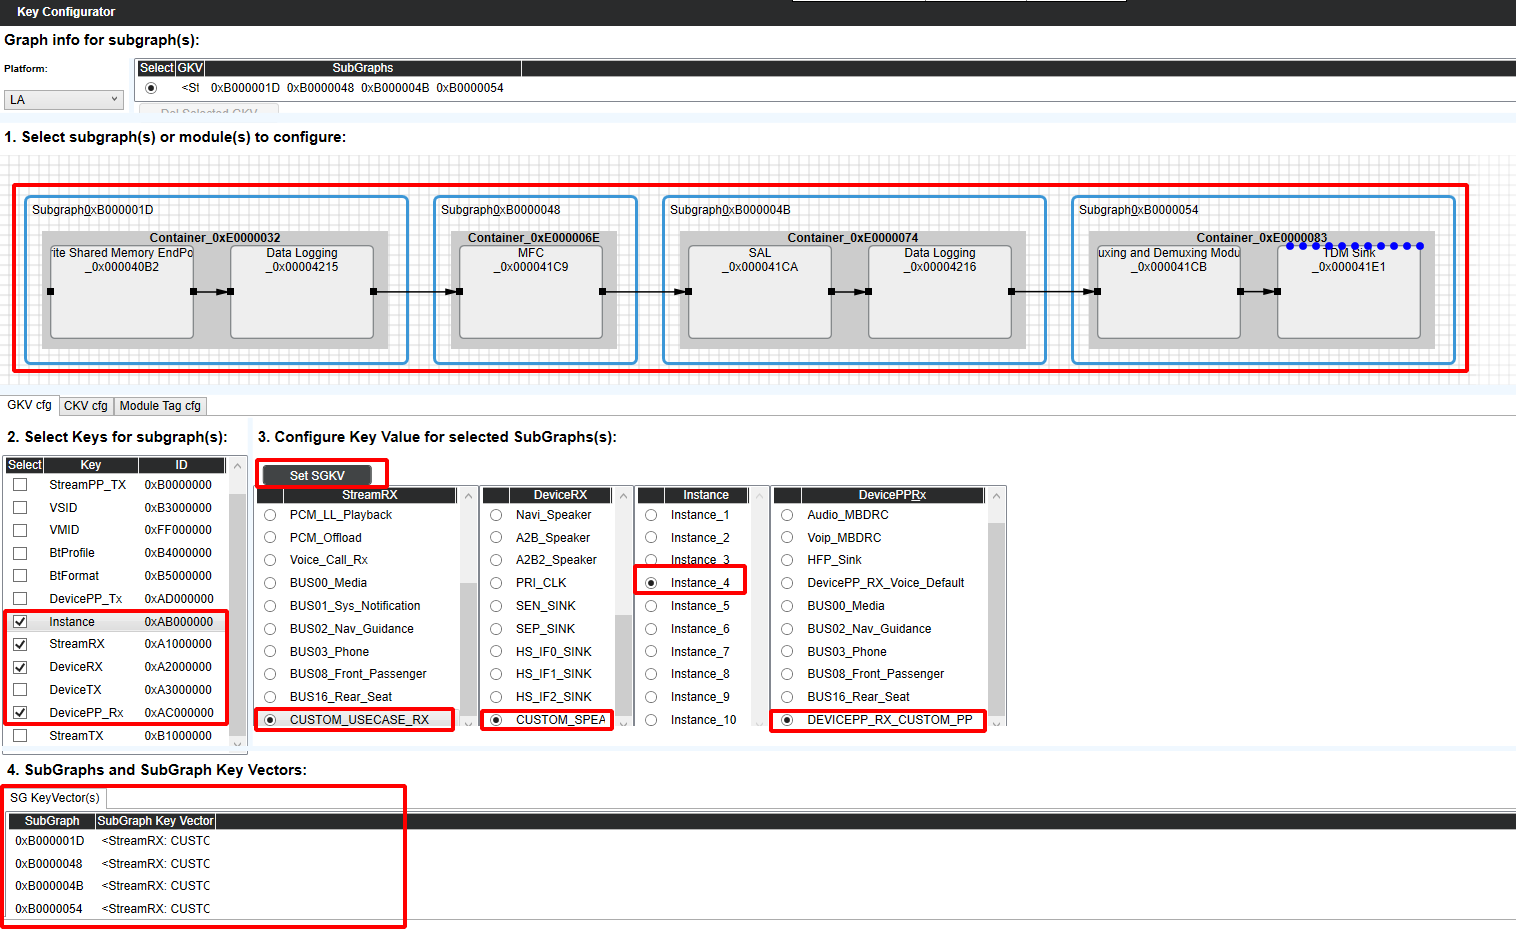 Key Configurator
Graph info for subgraph(s):
Platform:
LA
Select GKV SubGraphs
<St 0xB000001D 0xB0000048 0xB000004B 0xB0000054
Del Selected GKV
1. Select subgraph(s) or module(s) to configure:
Subgraph0xB000001D
Container_0xE0000032
rite Shared Memory EndPo
_0x000040B2
Data Logging
_0x00004215
Subgraph0xB0000048
Container_0xE000006E
MFC
_0x000041C9
Subgraph0xB000004B
Container_0xE0000074
SAL
_0x000041CA
Data Logging
_0x00004216
Subgraph0xB0000054
Container_0xE0000083
uxing and Demuxing Modu
_0x000041CB
TDM Sink
_0x000041E1
GKV cfg CKV cfg Module Tag cfg
2. Select Keys for subgraph(s):
Select Key ID
StreamPP_TX 0xB0000000
VSID 0xB3000000
VMID 0xFF000000
BtProfile 0xB4000000
BtFormat 0xB5000000
DevicePP_Tx 0xAD000000
Instance 0xAB000000
StreamRX 0xA1000000
DeviceRX 0xA2000000
DeviceTX 0xA3000000
DevicePP_Rx 0xAC000000
StreamTX 0xB1000000
3. Configure Key Value for selected SubGraphs(s):
Set SGKV
StreamRX
PCM_LL_Playback
PCM_Offload
Voice_Call_Rx
BUS00_Media
BUS01_Sys_Notification
BUS02_Nav_Guidance
BUS03_Phone
BUS08_Front_Passenger
BUS16_Rear_Seat
CUSTOM_USECASE_RX
DeviceRX
Navi_Speaker
A2B_Speaker
A2B2_Speaker
PRI_CLK
SEN_SINK
SEP_SINK
HS_IF0_SINK
HS_IF1_SINK
HS_IF2_SINK
CUSTOM_SPEA
Instance
Instance_1
Instance_2
Instance_3
Instance_4
Instance_5
Instance_6
Instance_7
Instance_8
Instance_9
Instance_10
DevicePPRx
Audio_MBDRC
Voip_MBDRC
HFP_Sink
DevicePP_RX_Voice_Default
BUS00_Media
BUS02_Nav_Guidance
BUS03_Phone
BUS08_Front_Passenger
BUS16_Rear_Seat
DEVICEPP_RX_CUSTOM_PP
4. SubGraphs and SubGraph Key Vectors:
SG KeyVector(s)
SubGraph SubGraph Key Vector
0xB000001D <StreamRX: CUSTC
0xB0000048 <StreamRX: CUSTC
0xB000004B <StreamRX: CUSTC
0xB0000054 <StreamRX: CUSTC